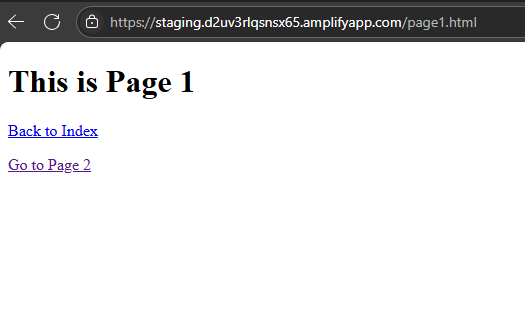 https://staging.d2uv3rlqsnsx65.amplifyapp.com/page1.html
This is Page 1
Back to Index
Go to Page 2